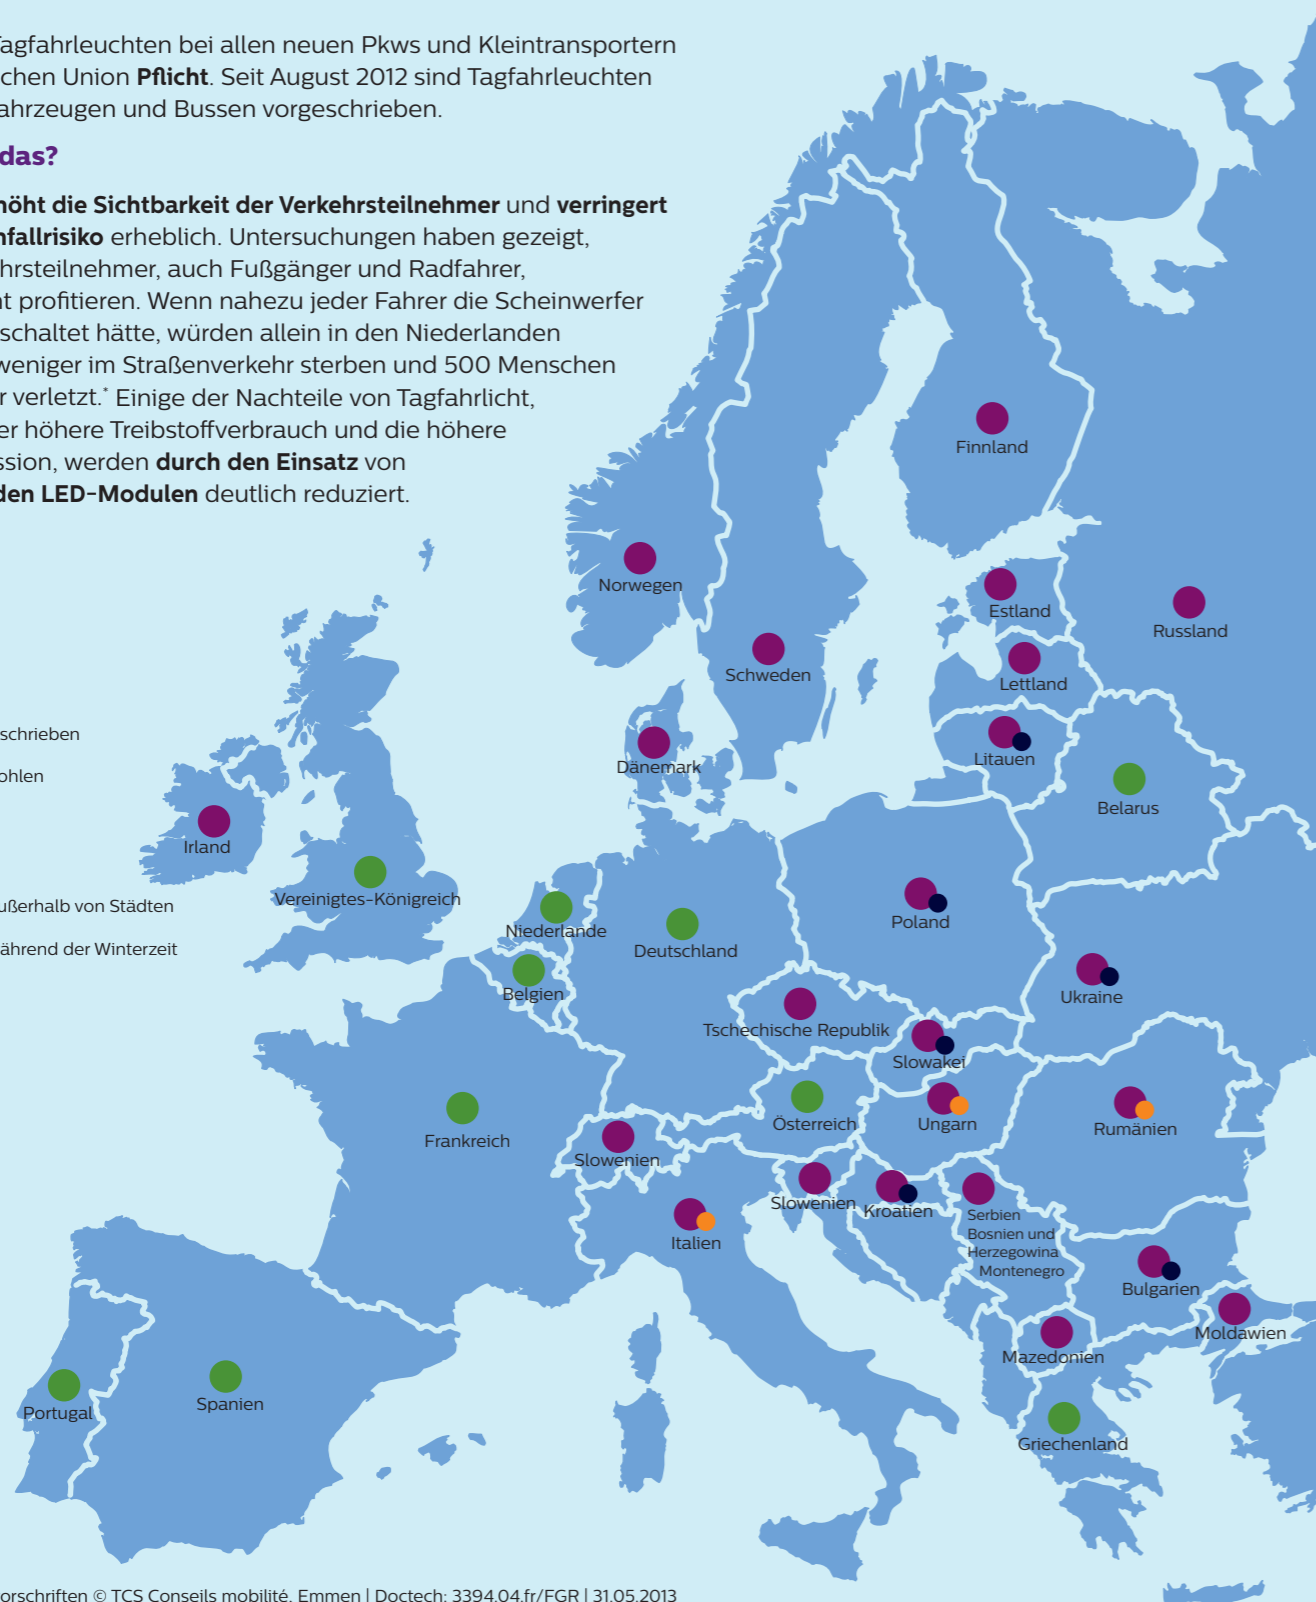 Tagfahrleuchten bei allen neuen Pkws und Kleintransportern
chen Union Pflicht. Seit August 2012 sind Tagfahrleuchten
ahrzeugen und Bussen vorgeschrieben.
das?
höht die Sichtbarkeit der Verkehrsteilnehmer und verringert
nfallrisiko erheblich. Untersuchungen haben gezeigt,
hrsteilnehmer, auch Fußgänger und Radfahrer,
nt profitieren. Wenn nahezu jeder Fahrer die Scheinwerfer
schaltet hätte, würden allein in den Niederlanden
weniger im Straßenverkehr sterben und 500 Menschen
r verletzt.* Einige der Nachteile von Tagfahrlicht,
er höhere Treibstoffverbrauch und die höhere
ssion, werden durch den Einsatz von
den LED-Modulen deutlich reduziert.
Finnland
Norwegen
Estland
Russland
Schweden
Lettland
schrieben
Litauen
Dänemark
ohlen
Belarus
Irland
Vereinigtes-Königreich
ußerhalb von Städten
Niederlande
Poland
Deutschland
ährend der Winterzeit
Belgien
Ukraine
Tschechische Republik
Slowakei
Österreich
Ungarn
Rumänien
Frankreich
Slowenien
Slowenien
Kroatien
Serbien
Bosnien und
Herzegowina
Montenegro
Italien
Bulgarien
Moldawien
Mazedonien
Spanien
Portugal
Griechenland
orschriften © TCS Conseils mobilité, Emmen | Doctech: 3394.04.fr/FGR | 31.05.2013